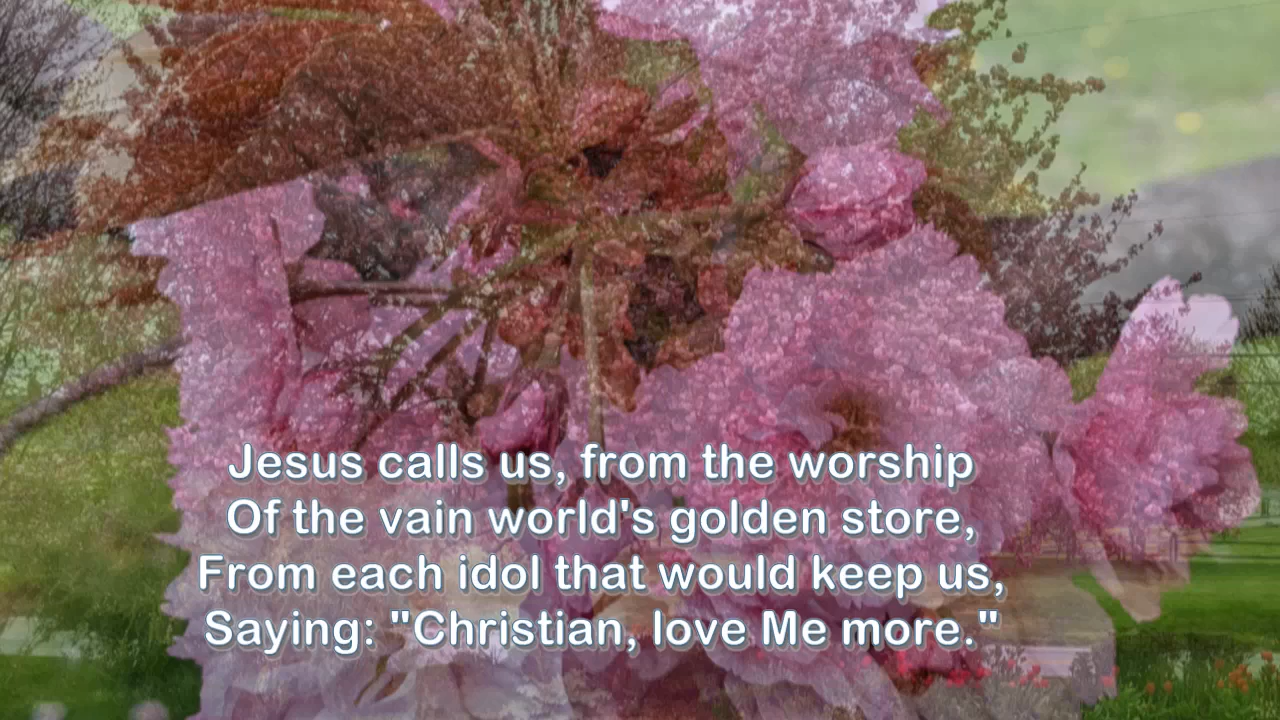 Jesus calls us, from the worship
Of the vain world's golden store,
From each idol that would keep us,
Saying: "Christian, love Me more."